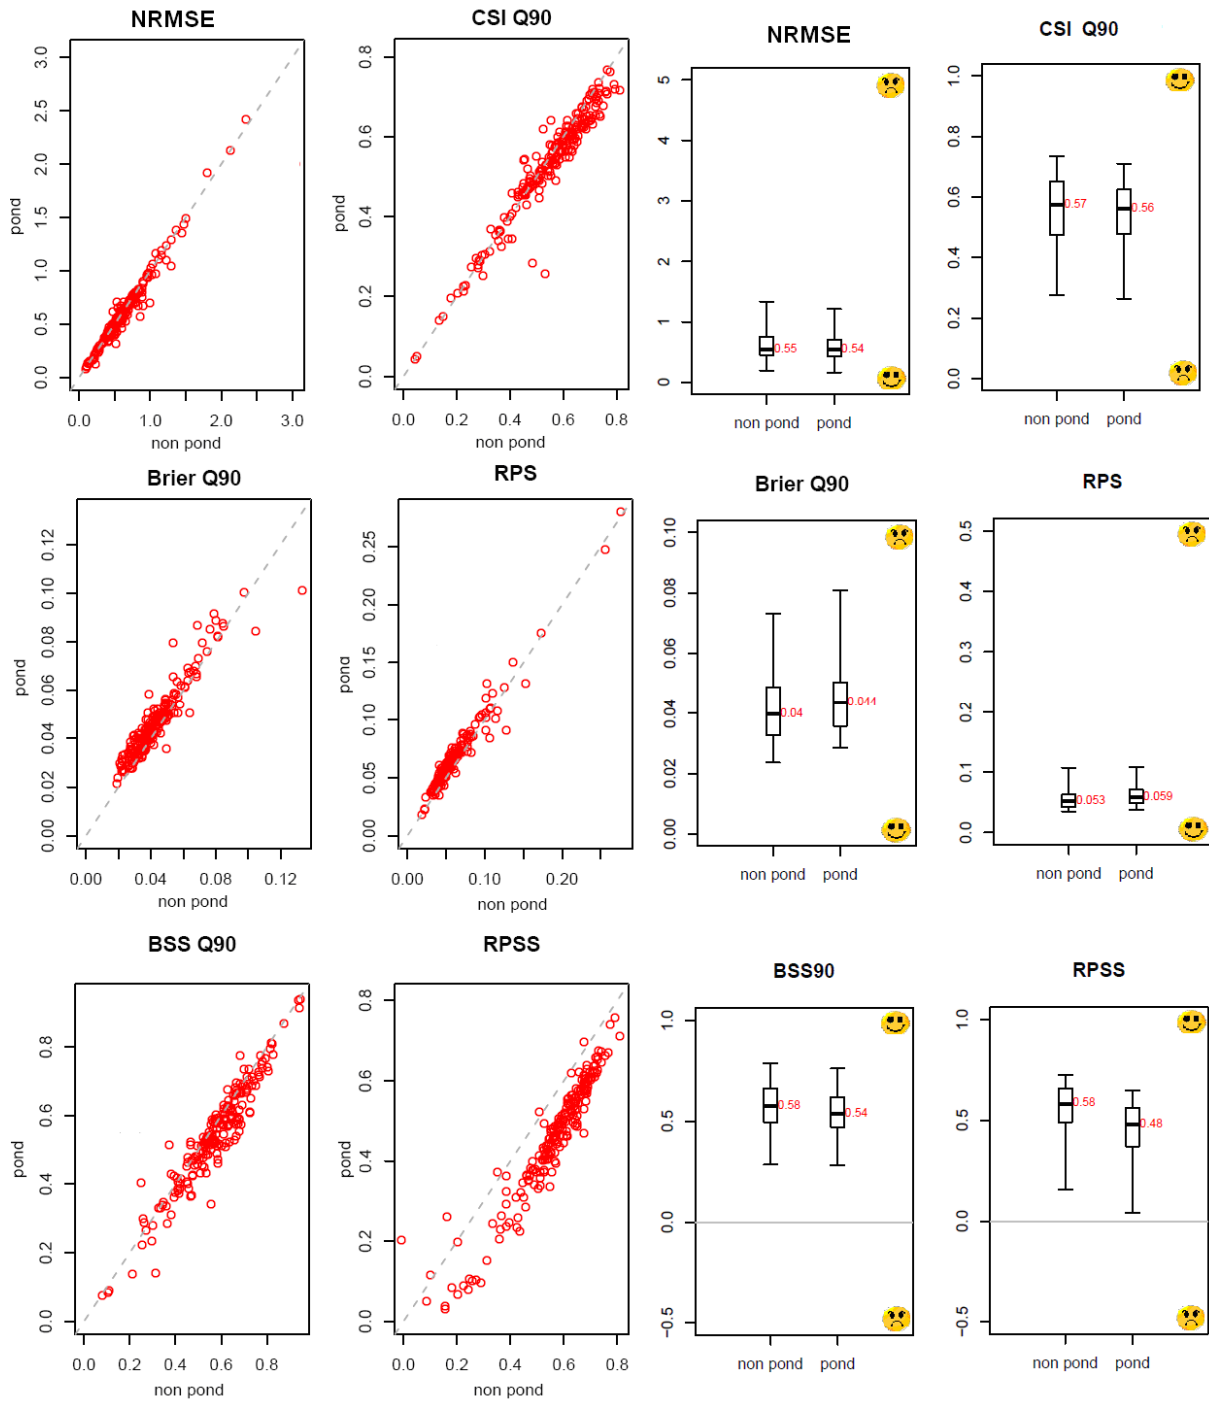 NRMSE
3.0
2.5
2.0
1.5
1.0
0.5
0.0
pond
0.0
1.0
2.0
3.0
non pond
CSI Q90
0.8
0.6
0.4
0.2
0.0
pond
0.0
0.2
0.4
0.6
0.8
non pond
NRMSE
5
4
3
2
1
0
0.55
0.54
non pond
pond
CSI Q90
1.0
0.8
0.6
0.4
0.2
0.0
0.57
0.56
non pond
pond
Brier Q90
0.12
0.10
0.08
0.06
0.04
0.02
0.00
pond
0.00
0.04
0.08
0.12
non pond
RPS
0.25
0.20
0.15
0.10
0.05
0.00
pond
0.00
0.10
0.20
non pond
Brier Q90
0.10
0.08
0.06
0.04
0.02
0.00
0.04
0.044
non pond
pond
RPS
0.5
0.4
0.3
0.2
0.1
0.0
0.053
0.059
non pond
pond
BSS Q90
0.8
0.6
0.4
0.2
0.0
pond
0.0
0.2
0.4
0.6
0.8
non pond
RPSS
0.8
0.6
0.4
0.2
0.0
pond
0.0
0.2
0.4
0.6
0.8
non pond
BSS90
1.0
0.5
0.0
−0.5
0.58
0.54
non pond
pond
RPSS
1.0
0.5
0.0
−0.5
0.58
0.48
non pond
pond